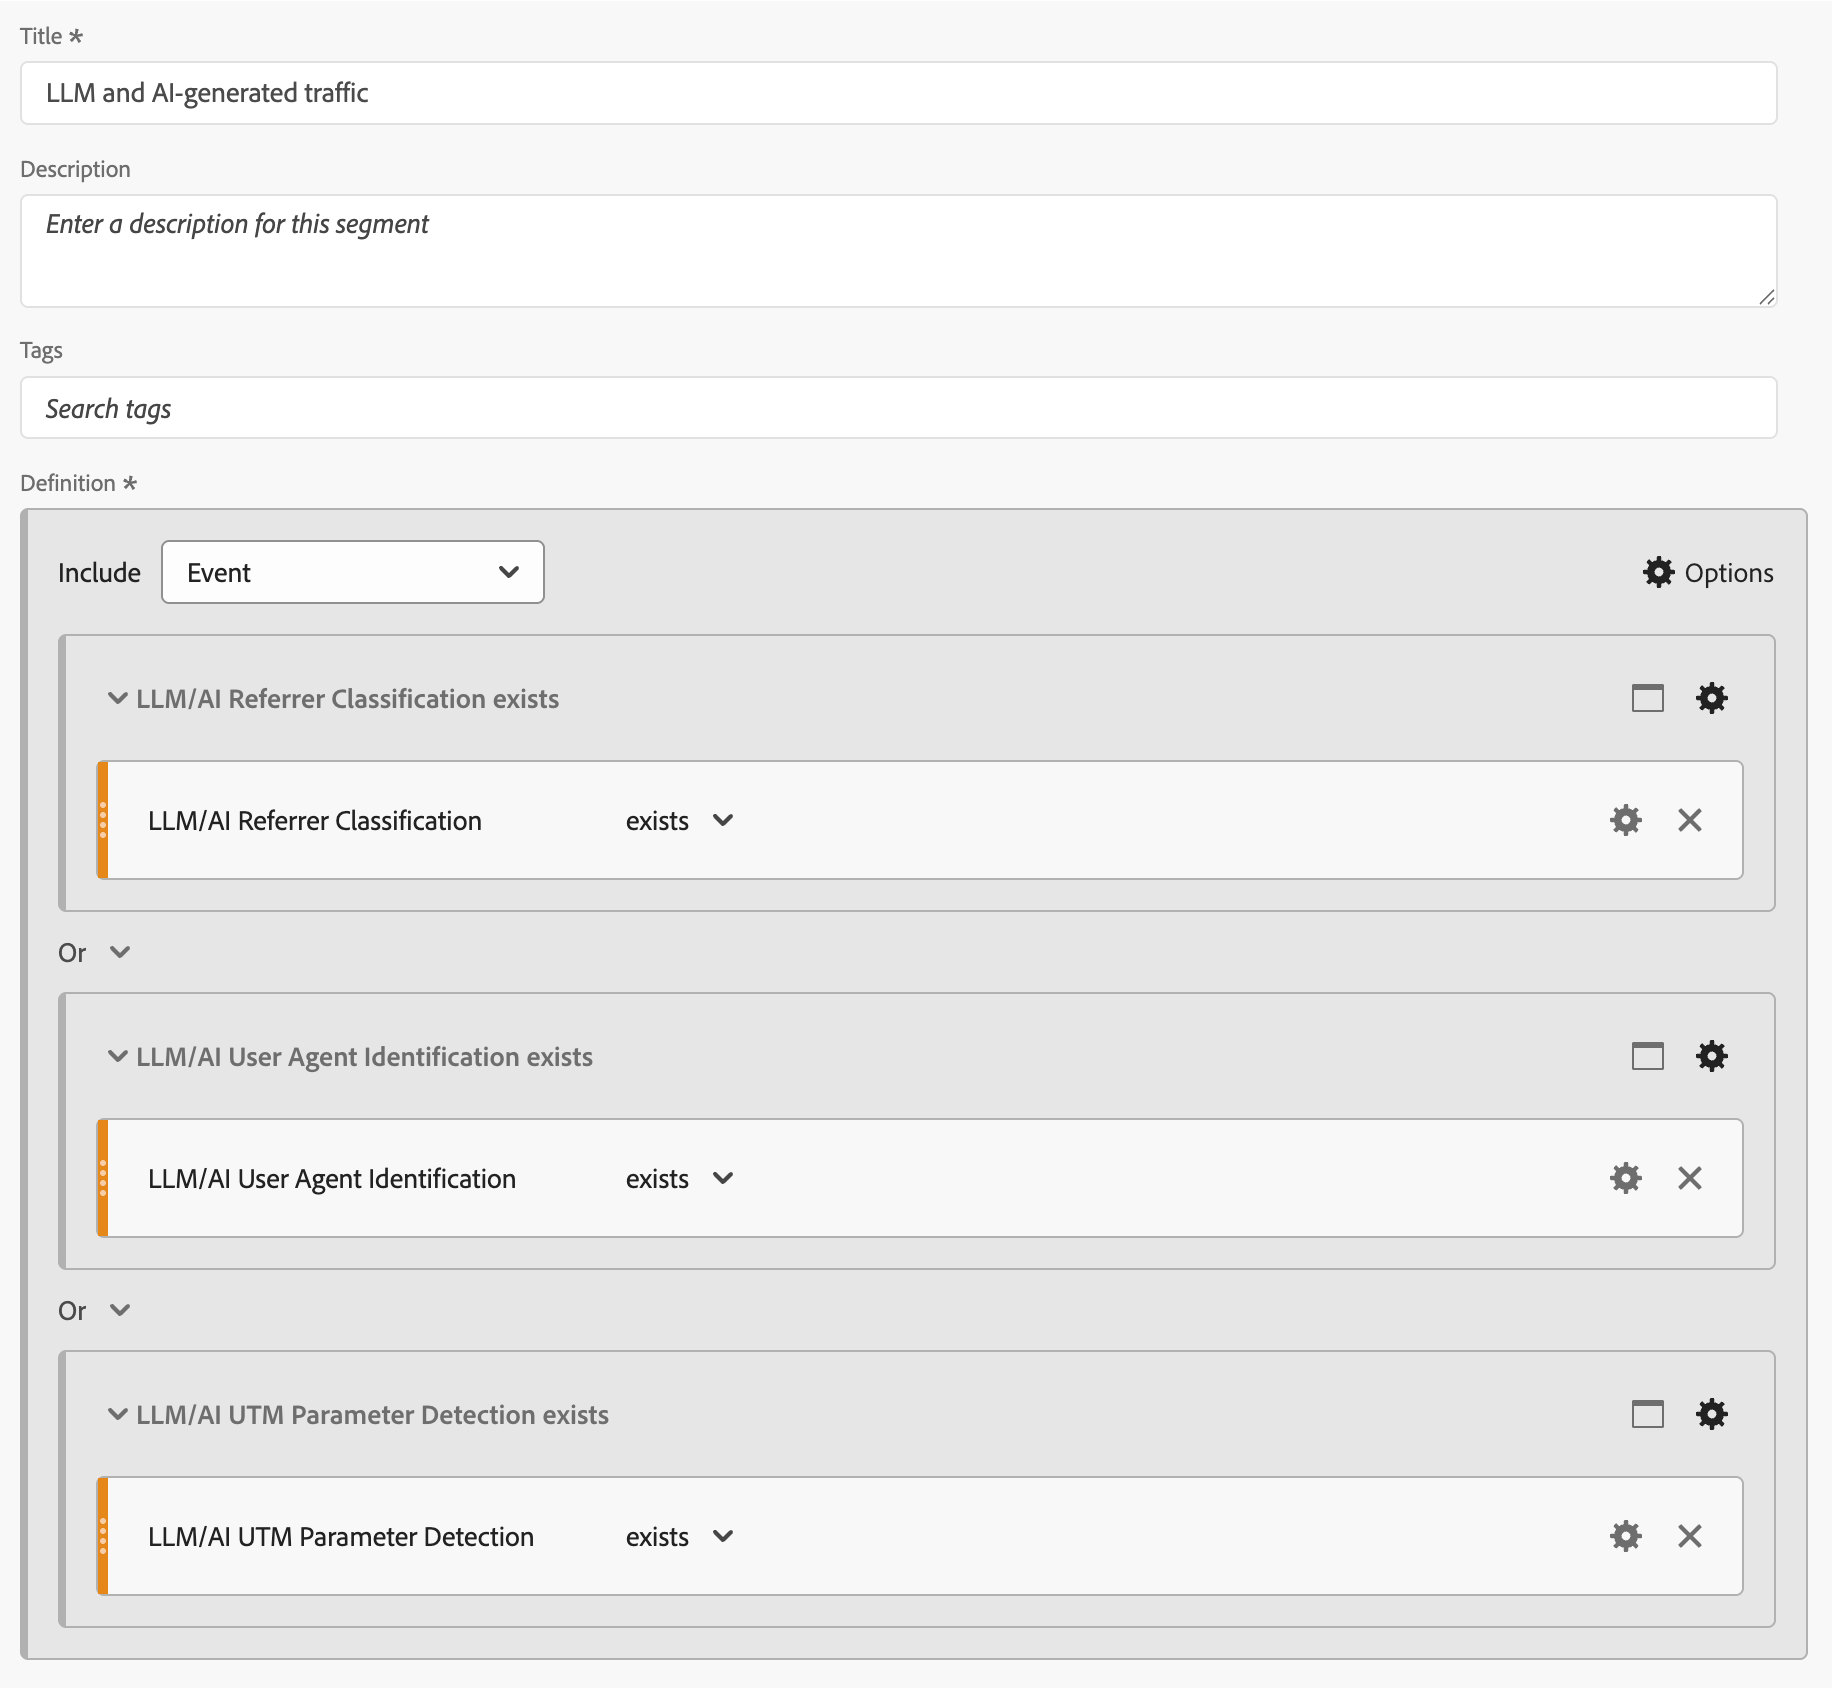 Title *
LLM and AI-generated traffic
Description
Enter a description for this segment
Tags
Search tags
Definition *
Include Event Options
LLM/AI Referrer Classification exists
LLM/AI Referrer Classification exists
Or
LLM/AI User Agent Identification exists
LLM/AI User Agent Identification exists
Or
LLM/AI UTM Parameter Detection exists
LLM/AI UTM Parameter Detection exists